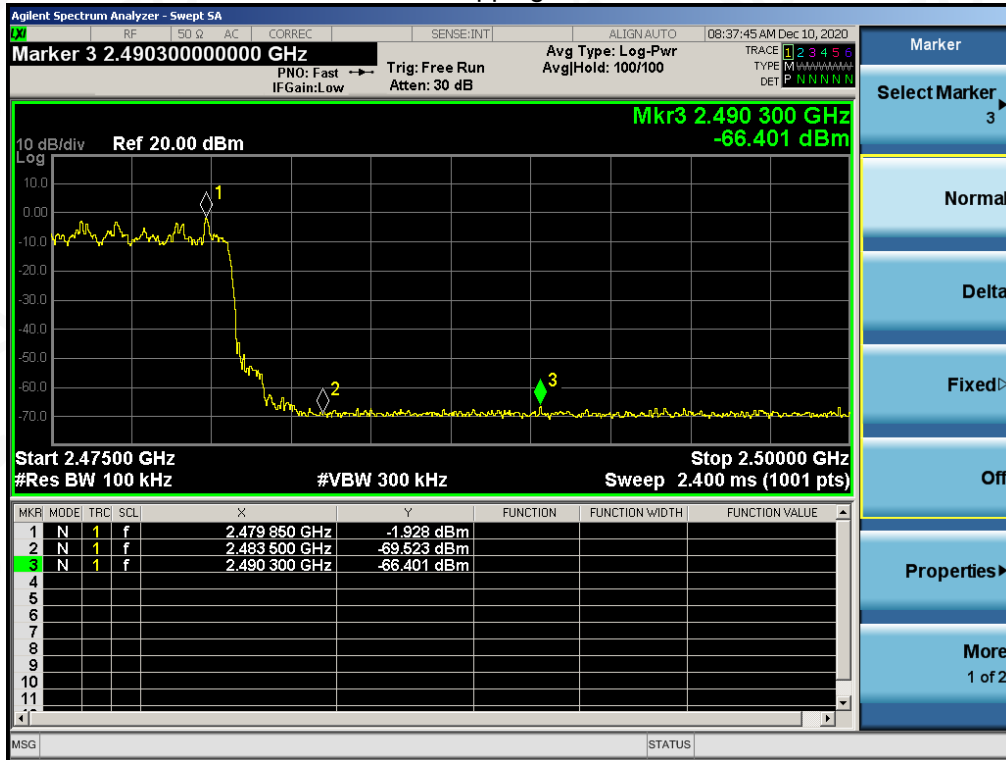 Agilent Spectrum Analyzer - Swept SA
LXI RF 50 Ω AC CORREC SENSE:INT ALIGN AUTO 08:37:45 AM Dec 10, 2020
Marker 3 2.490300000000 GHz
PNO: Fast
IFGain:Low
Trig: Free Run
Atten: 30 dB
Avg Type: Log-Pwr
Avg|Hold: 100/100
TRACE 1 2 3 4 5 6
TYPE M
DET P N N N N N
Mkr3 2.490 300 GHz
-66.401 dBm
10 dB/div Ref 20.00 dBm
Log
10.0
0.00
-10.0
-20.0
-30.0
-40.0
-50.0
-60.0
-70.0
1
2
3
Start 2.47500 GHz Stop 2.50000 GHz
#Res BW 100 kHz #VBW 300 kHz Sweep 2.400 ms (1001 pts)
MKR MODE TRC SCL X Y FUNCTION FUNCTION WIDTH FUNCTION VALUE
1 N 1 f 2.479 850 GHz -1.928 dBm
2 N 1 f 2.483 500 GHz -69.523 dBm
3 N 1 f 2.490 300 GHz -66.401 dBm
4
5
6
7
8
9
10
11
MSG STATUS
Marker
Select Marker
3
Normal
Delta
Fixed
Off
Properties
More
1 of 2